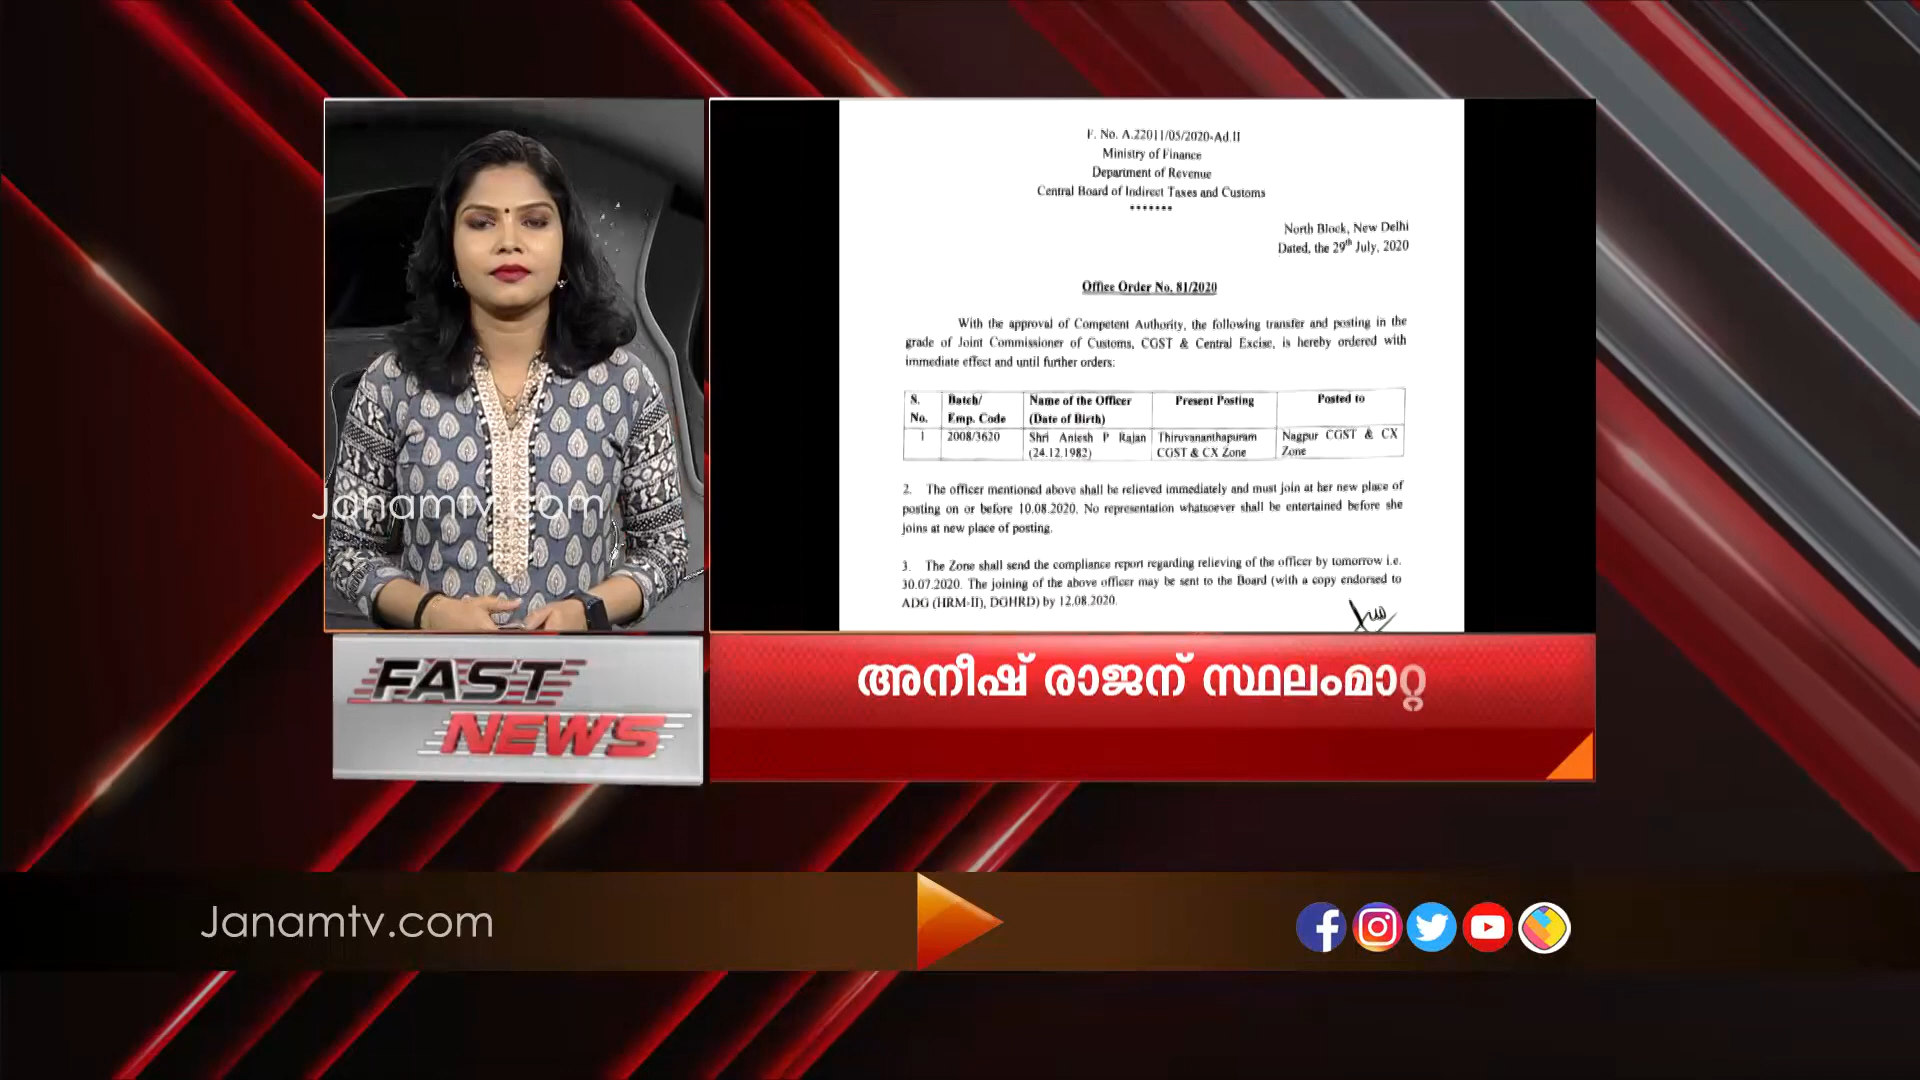 F. No. A.22011/05/2020-Ad.II
Ministry of Finance
Department of Revenue
Central Board of Indirect Taxes and Customs
*******
North Block, New Delhi
Dated, the 29th July, 2020
Office Order No. 81/2020
With the approval of Competent Authority, the following transfer and posting in the
grade of Joint Commissioner of Customs, CGST & Central Excise, is hereby ordered with
immediate effect and until further orders:
S. No. Batch/ Emp. Code Name of the Officer (Date of Birth) Present Posting Posted to
1 2008/3620 Shri Aniesh P Rajan (24.12.1982) Thiruvananthapuram CGST & CX Zone Nagpur CGST & CX Zone
2. The officer mentioned above shall be relieved immediately and must join at her new place of
posting on or before 10.08.2020. No representation whatsoever shall be entertained before she
joins at new place of posting.
3. The Zone shall send the compliance report regarding relieving of the officer by tomorrow i.e.
30.07.2020. The joining of the above officer may be sent to the Board (with a copy endorsed to
ADG (HRM-II), DGHRD) by 12.08.2020.
Janamtv.com
FAST
NEWS
അനീഷ് രാജന് സ്ഥലംമാറ്റ
Janamtv.com